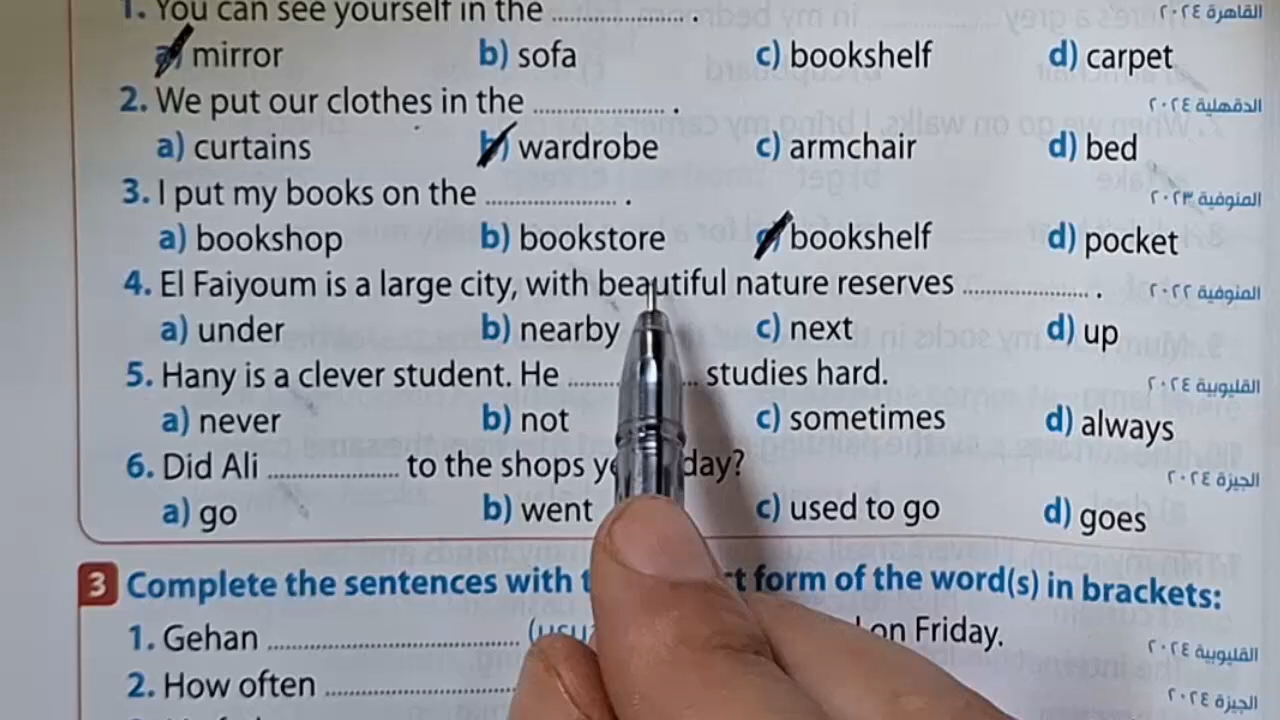 1. You can see yourself in the .................. . القاهرة ٢٠٢٤
a) mirror b) sofa c) bookshelf d) carpet
2. We put our clothes in the .................. . الدقهلية ٢٠٢٤
a) curtains b) wardrobe c) armchair d) bed
3. I put my books on the .................. . المنوفية ٢٠٢٣
a) bookshop b) bookstore c) bookshelf d) pocket
4. El Faiyoum is a large city, with beautiful nature reserves .................. . المنوفية ٢٠٢٢
a) under b) nearby c) next d) up
5. Hany is a clever student. He .................. studies hard. القليوبية ٢٠٢٤
a) never b) not c) sometimes d) always
6. Did Ali .................. to the shops day? الجيزة ٢٠٢٤
a) go b) went c) used to go d) goes
3 Complete the sentences with form of the word(s) in brackets:
1. Gehan .................. on Friday. القليوبية ٢٠٢٤
2. How often .................. الجيزة ٢٠٢٤